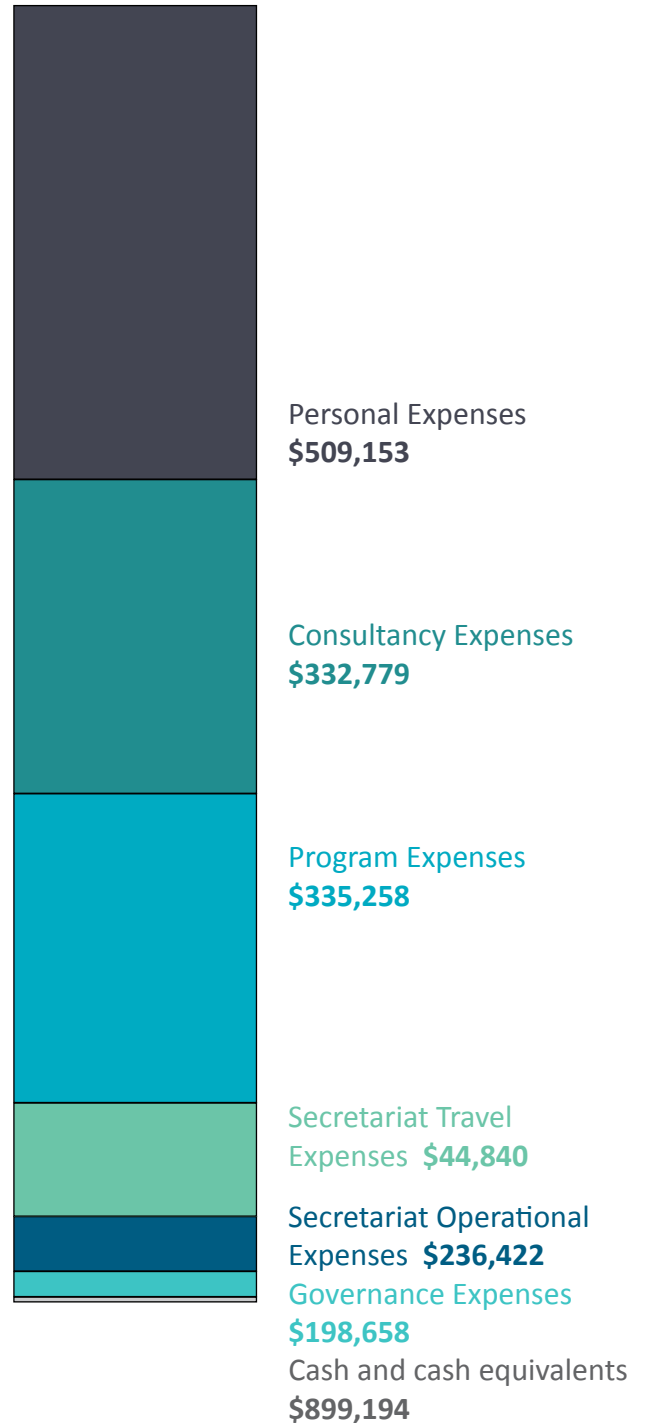 Personal Expenses
$509,153
Consultancy Expenses
$332,779
Program Expenses
$335,258
Secretariat Travel
Expenses $44,840
Secretariat Operational
Expenses $236,422
Governance Expenses
$198,658
Cash and cash equivalents
$899,194